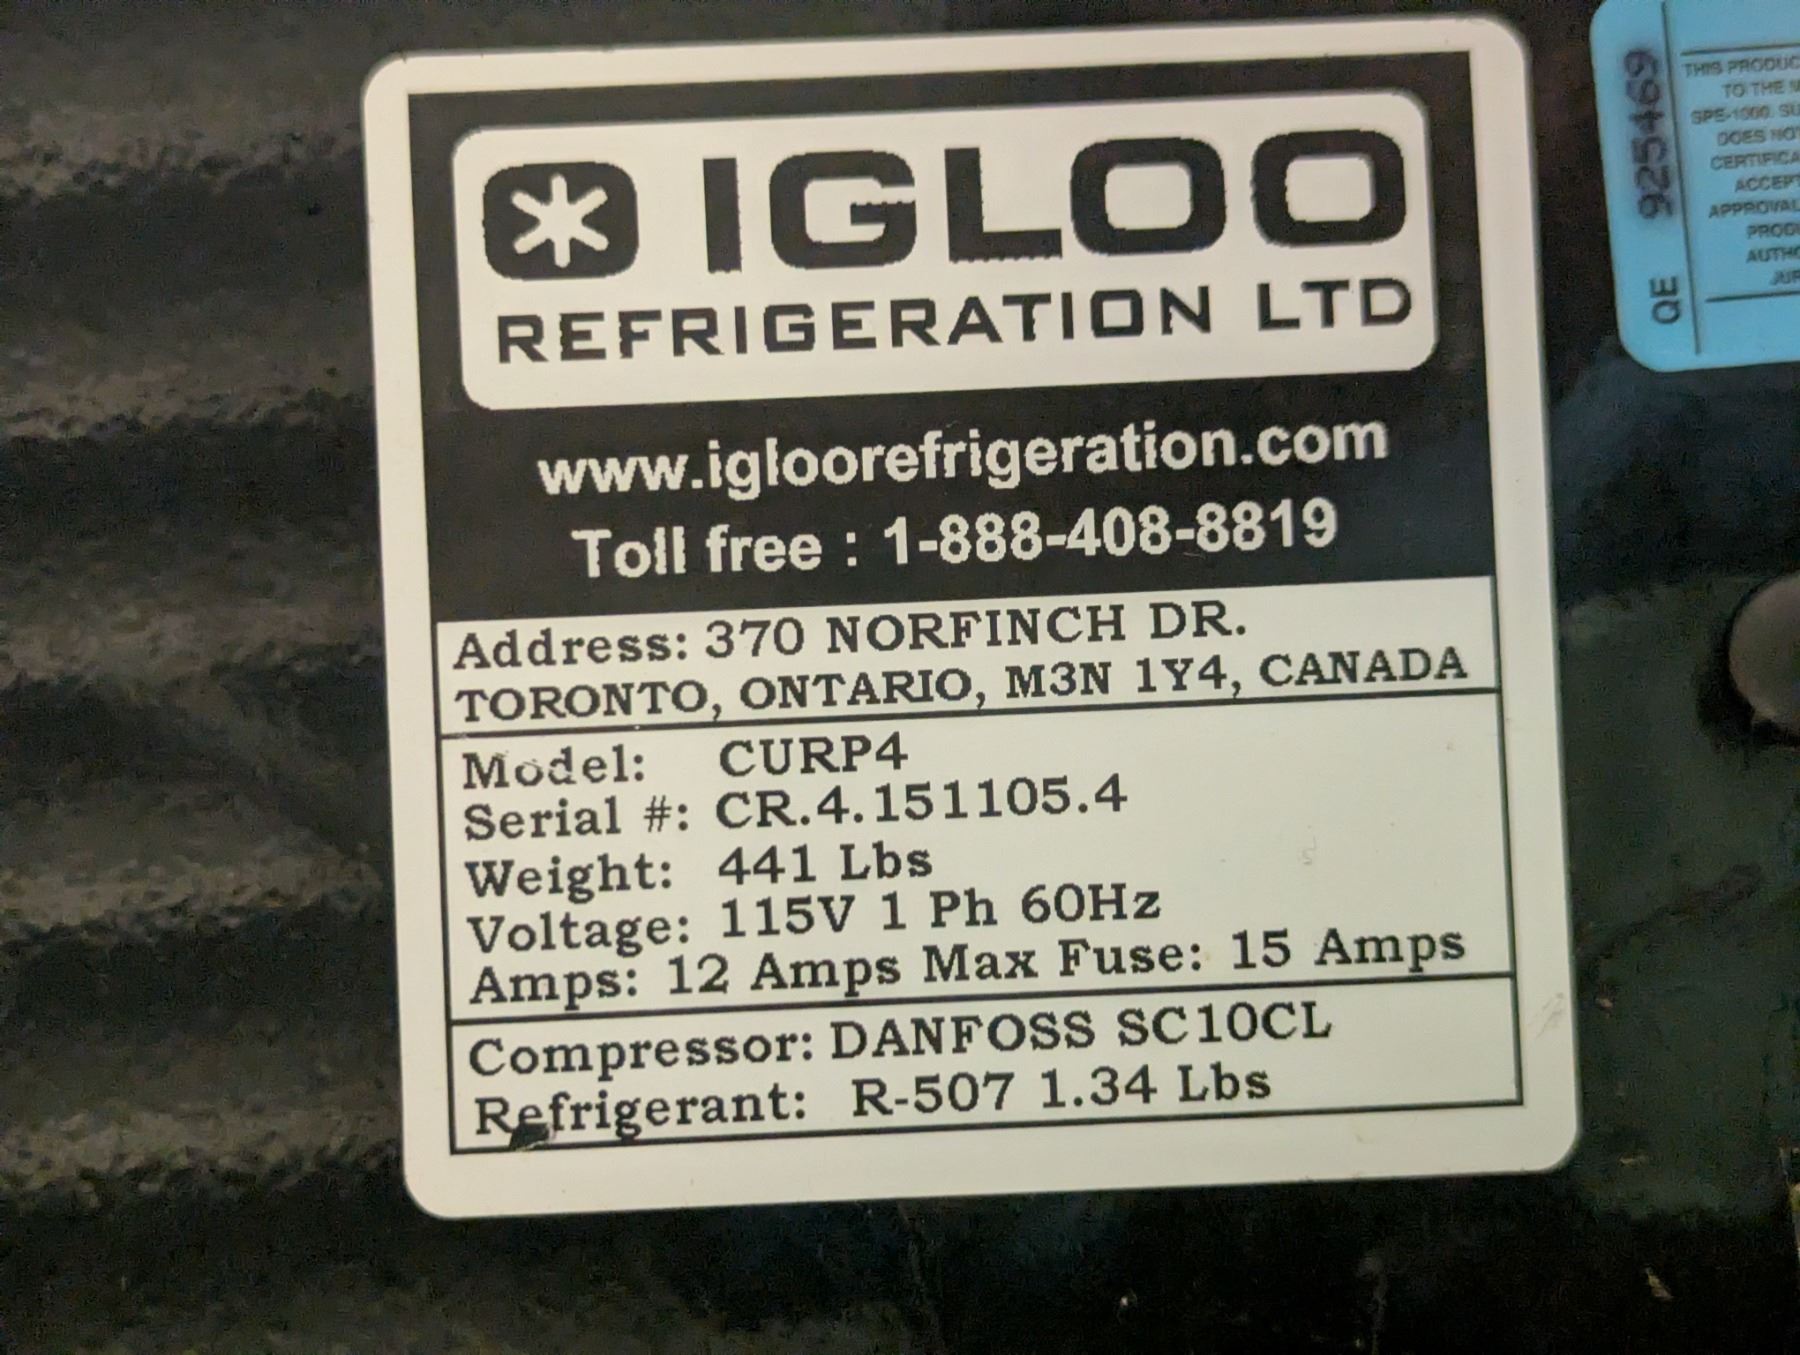 IGLOO
REFRIGERATION LTD
www.igloorefrigeration.com
Toll free : 1-888-408-8819
Address: 370 NORFINCH DR.
TORONTO, ONTARIO, M3N 1Y4, CANADA
Model: CURP4
Serial #: CR.4.151105.4
Weight: 441 Lbs
Voltage: 115V 1 Ph 60Hz
Amps: 12 Amps Max Fuse: 15 Amps
Compressor: DANFOSS SC10CL
Refrigerant: R-507 1.34 Lbs
QE 925469
THIS
TO THE
SPE-1000.
DOES